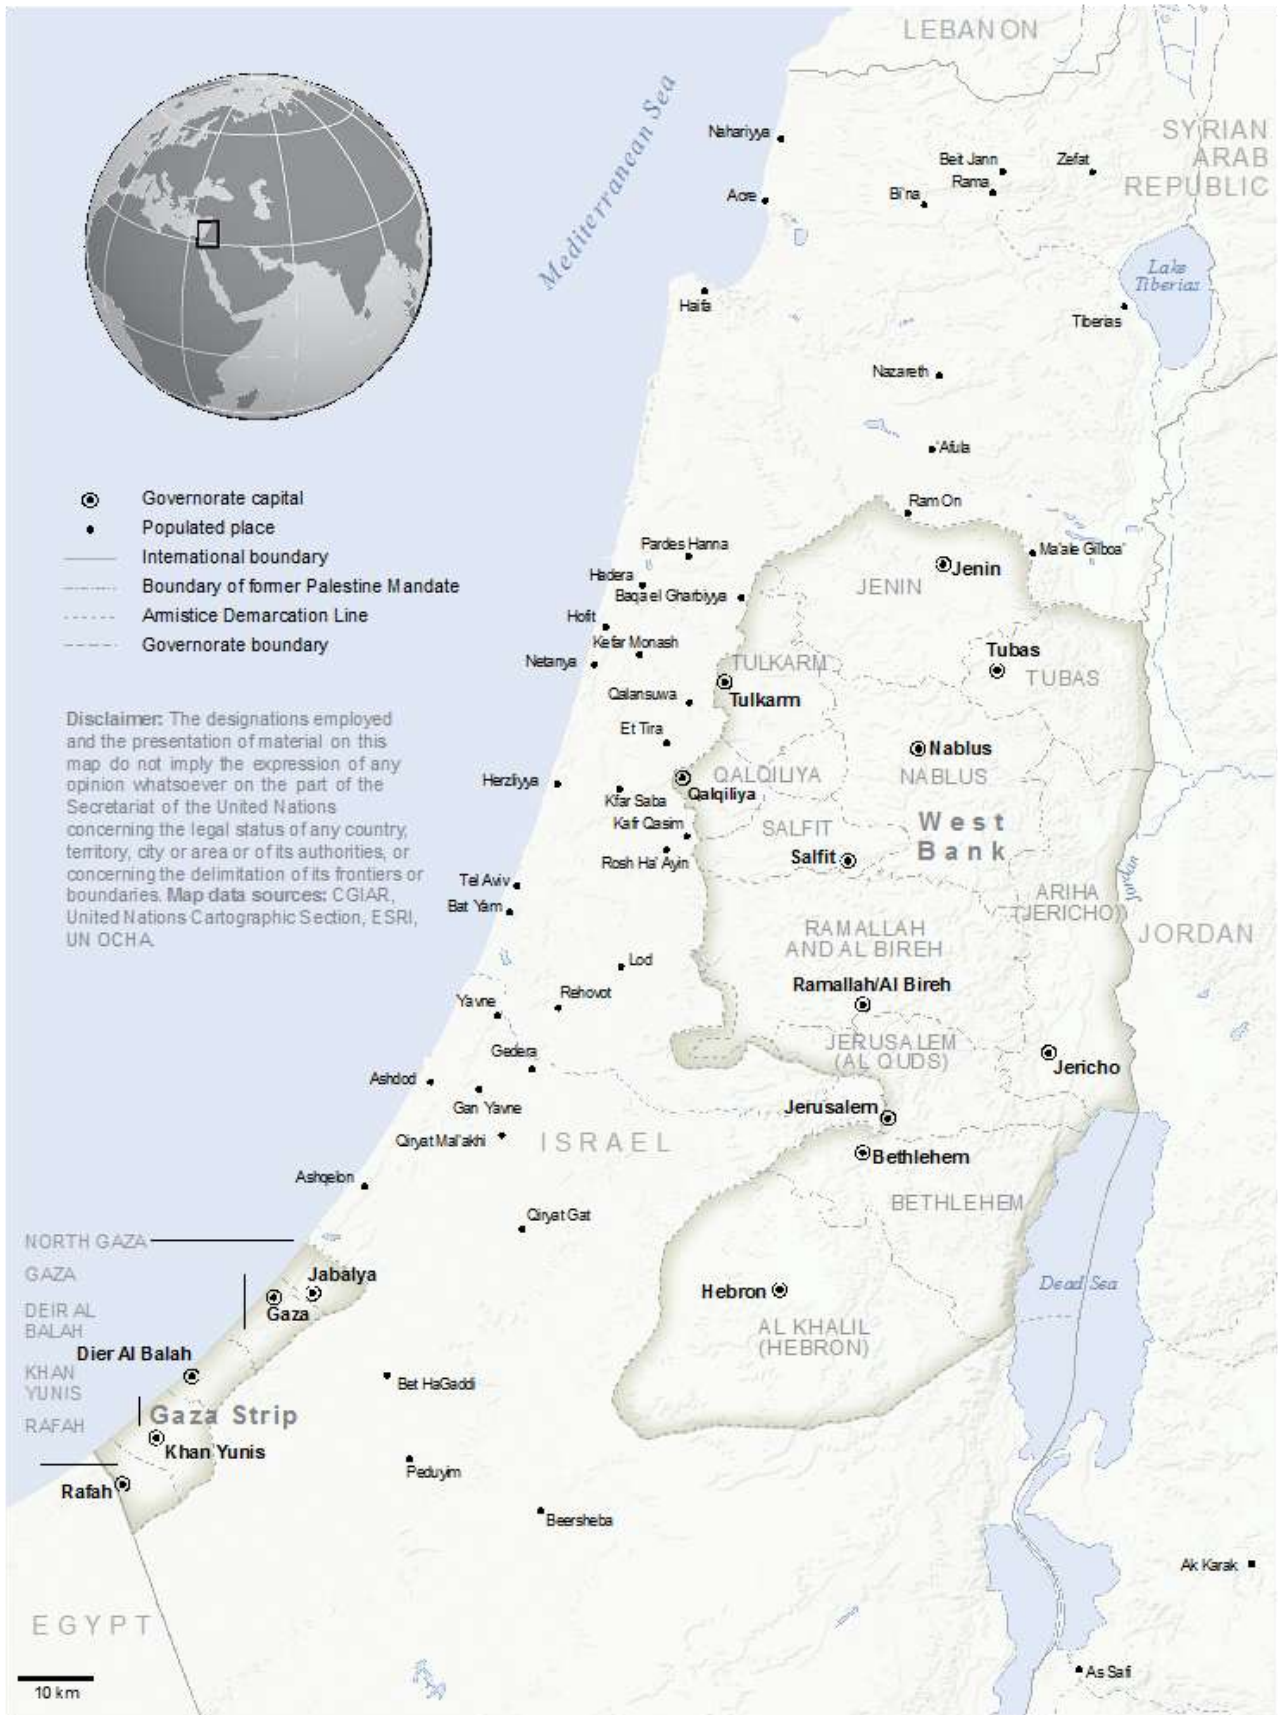 LEBANON
Mediterranean Sea
SYRIAN
ARAB
REPUBLIC
Nahariyya
Beit Jann
Zefat
Rama
Bi'na
Acre
Lake
Tiberias
Haifa
Tiberias
Nazareth
'Afula
Governorate capital
Populated place
International boundary
Boundary of former Palestine Mandate
Armistice Demarcation Line
Governorate boundary
Ram On
Pardes Hanna
Ma'ale Gilboa'
Jenin
JENIN
Hadera
Baqa el Gharbiyya
Hofit
Kefar Monash
Netanya
TULKARM
Tubas
TUBAS
Qalansuwa
Tulkarm
Et Tira
Nablus
NABLUS
Disclaimer: The designations employed
and the presentation of material on this
map do not imply the expression of any
opinion whatsoever on the part of the
Secretariat of the United Nations
concerning the legal status of any country,
territory, city or area or of its authorities, or
concerning the delimitation of its frontiers or
boundaries. Map data sources: CGIAR,
United Nations Cartographic Section, ESRI,
UN OCHA.
Herzliyya
QALQILIYA
Qalqiliya
Kfar Saba
Kafr Qasim
SALFIT
West
Bank
Rosh Ha' Ayin
Salfit
Tel Aviv
Bat Yam
Jordan
ARIHA
(JERICHO)
RAMALLAH
AND AL BIREH
JORDAN
Lod
Ramallah/Al Bireh
Rehovot
Yavne
Gedera
JERUSALEM
(AL QUDS)
Jericho
Ashdod
Gan Yavne
Jerusalem
Qiryat Mal'akhi
ISRAEL
Bethlehem
Ashqelon
BETHLEHEM
Qiryat Gat
NORTH GAZA
GAZA
Jabalya
Gaza
DEIR AL
BALAH
Hebron
Dead Sea
AL KHALIL
(HEBRON)
Dier Al Balah
KHAN
YUNIS
Bet HaGaddi
RAFAH
Gaza Strip
Khan Yunis
Rafah
Peduyim
Beersheba
Ak Karak
EGYPT
As Safi
10 km